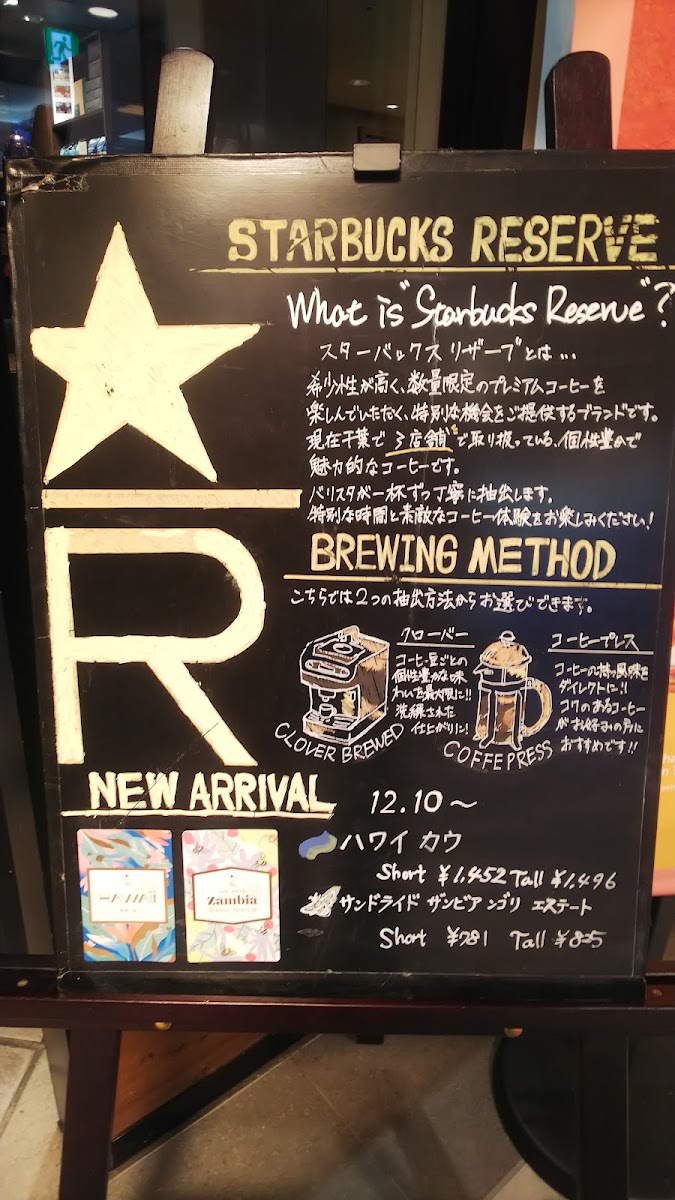 STARBUCKS RESERVE
What is "Starbucks Reserve"?
スターバックス リザーブとは...
希少性が高く、数量限定のプレミアムコーヒーを
楽しんでいただく、特別な機会をご提供するブランドです。
現在千葉で3店舗で取り扱っている、個性豊かで
魅力的なコーヒーです。
バリスタが一杯ずつ丁寧に抽出します。
特別な時間と素敵なコーヒー体験をお楽しみください!
R
BREWING METHOD
こちらでは2つの抽出方法からお選びできます。
クローバー
コーヒー豆ごとの
個性豊かな味
わいを最大限に!!
洗練された
仕上がりに!
CLOVER BREWED
コーヒープレス
コーヒーの持つ風味を
ダイレクトに!!
コクのあるコーヒー
がお好みの方に
おすすめです!!
COFFE PRESS
NEW ARRIVAL
12.10~
HAWAII
Zambia
ハワイ カウ
Short ¥1,452 Tall ¥1,496
サンドライド ザンビア ンゴリ エステート
Short ¥781 Tall ¥825